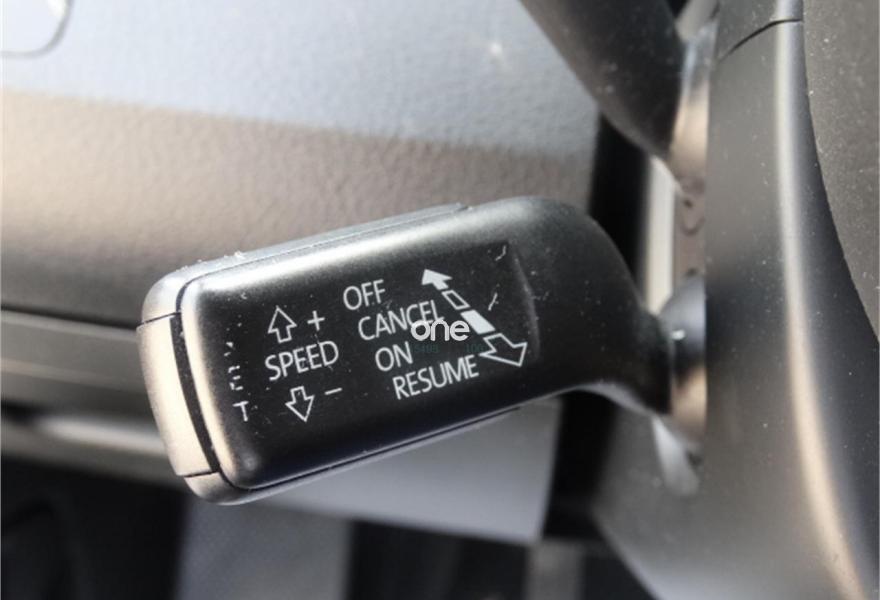 OFF
+
CANCEL
one
SPEED
ON
RESUME
−